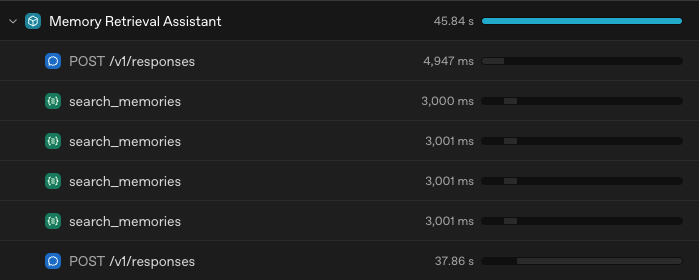 Memory Retrieval Assistant 45.84 s
POST /v1/responses 4,947 ms
search_memories 3,000 ms
search_memories 3,001 ms
search_memories 3,001 ms
search_memories 3,001 ms
POST /v1/responses 37.86 s